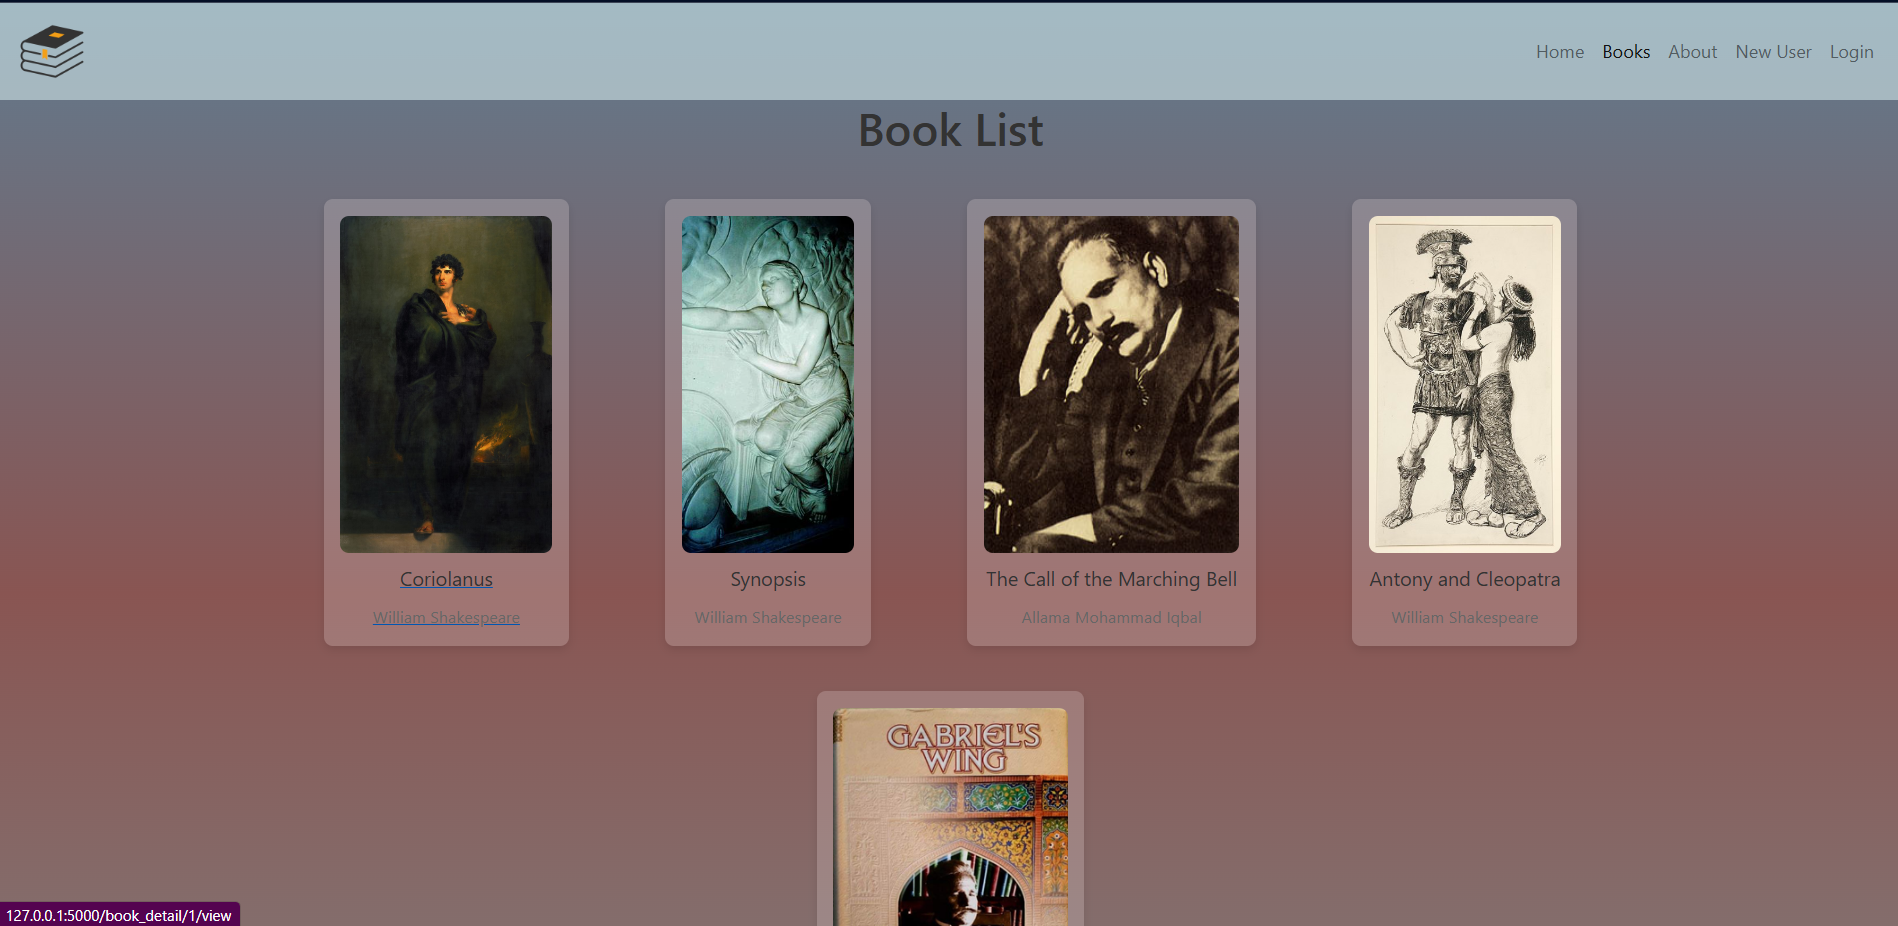 Home Books About New User Login
Book List
Coriolanus
William Shakespeare
Synopsis
William Shakespeare
The Call of the Marching Bell
Allama Mohammad Iqbal
Antony and Cleopatra
William Shakespeare
GABRIEL'S
WING
127.0.0.1:5000/book_detail/1/view